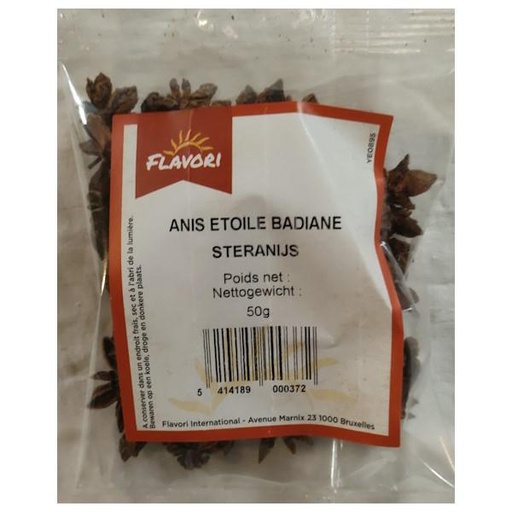 FLAVORI
YEO895
ANIS ETOILE BADIANE
STERANIJS
Poids net :
Nettogewicht :
50g
5 414189 000372
Flavori International - Avenue Marnix 23 1000 Bruxelles
A conserver dans un endroit frais, sec et à l'abri de la lumière.
Bewaren op een koele, droge en donkere plaats.